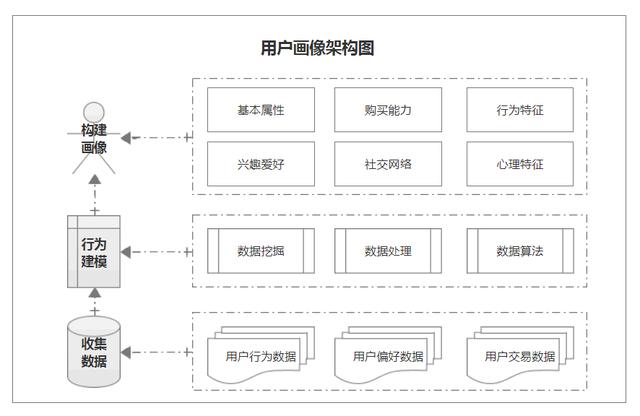 用户画像架构图
构建
画像
基本属性
购买能力
行为特征
兴趣爱好
社交网络
心理特征
行为
建模
数据挖掘
数据处理
数据算法
收集
数据
用户行为数据
用户偏好数据
用户交易数据